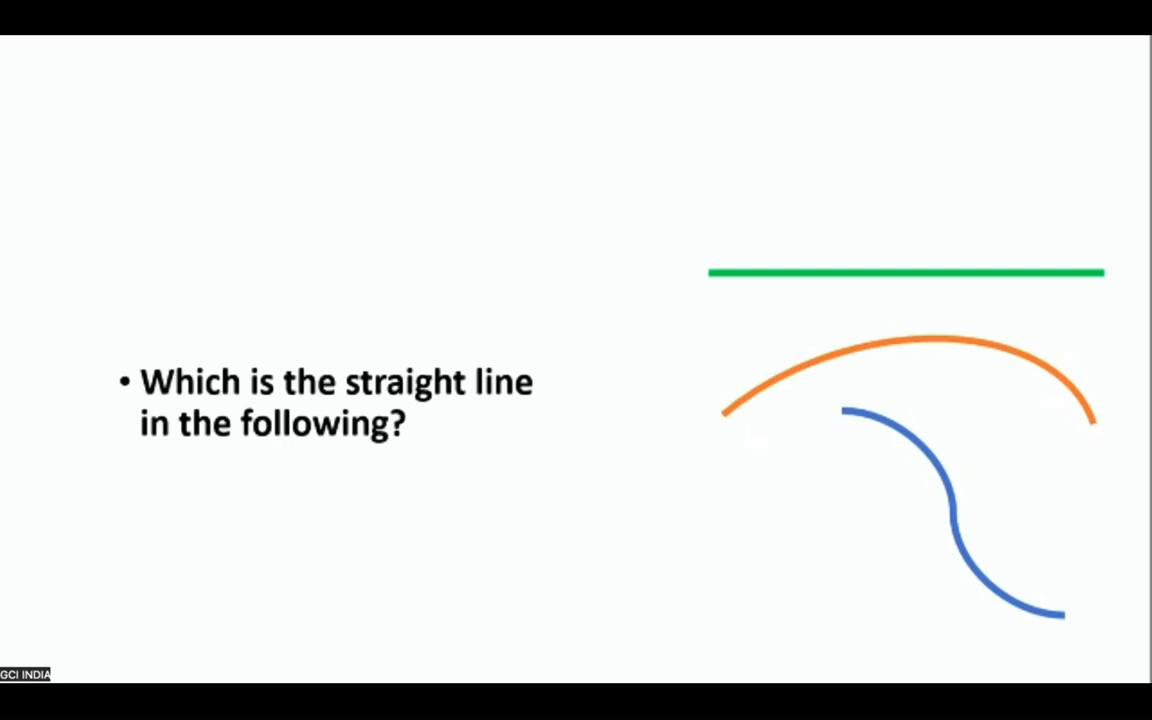 • Which is the straight line
in the following?
GCI INDIA